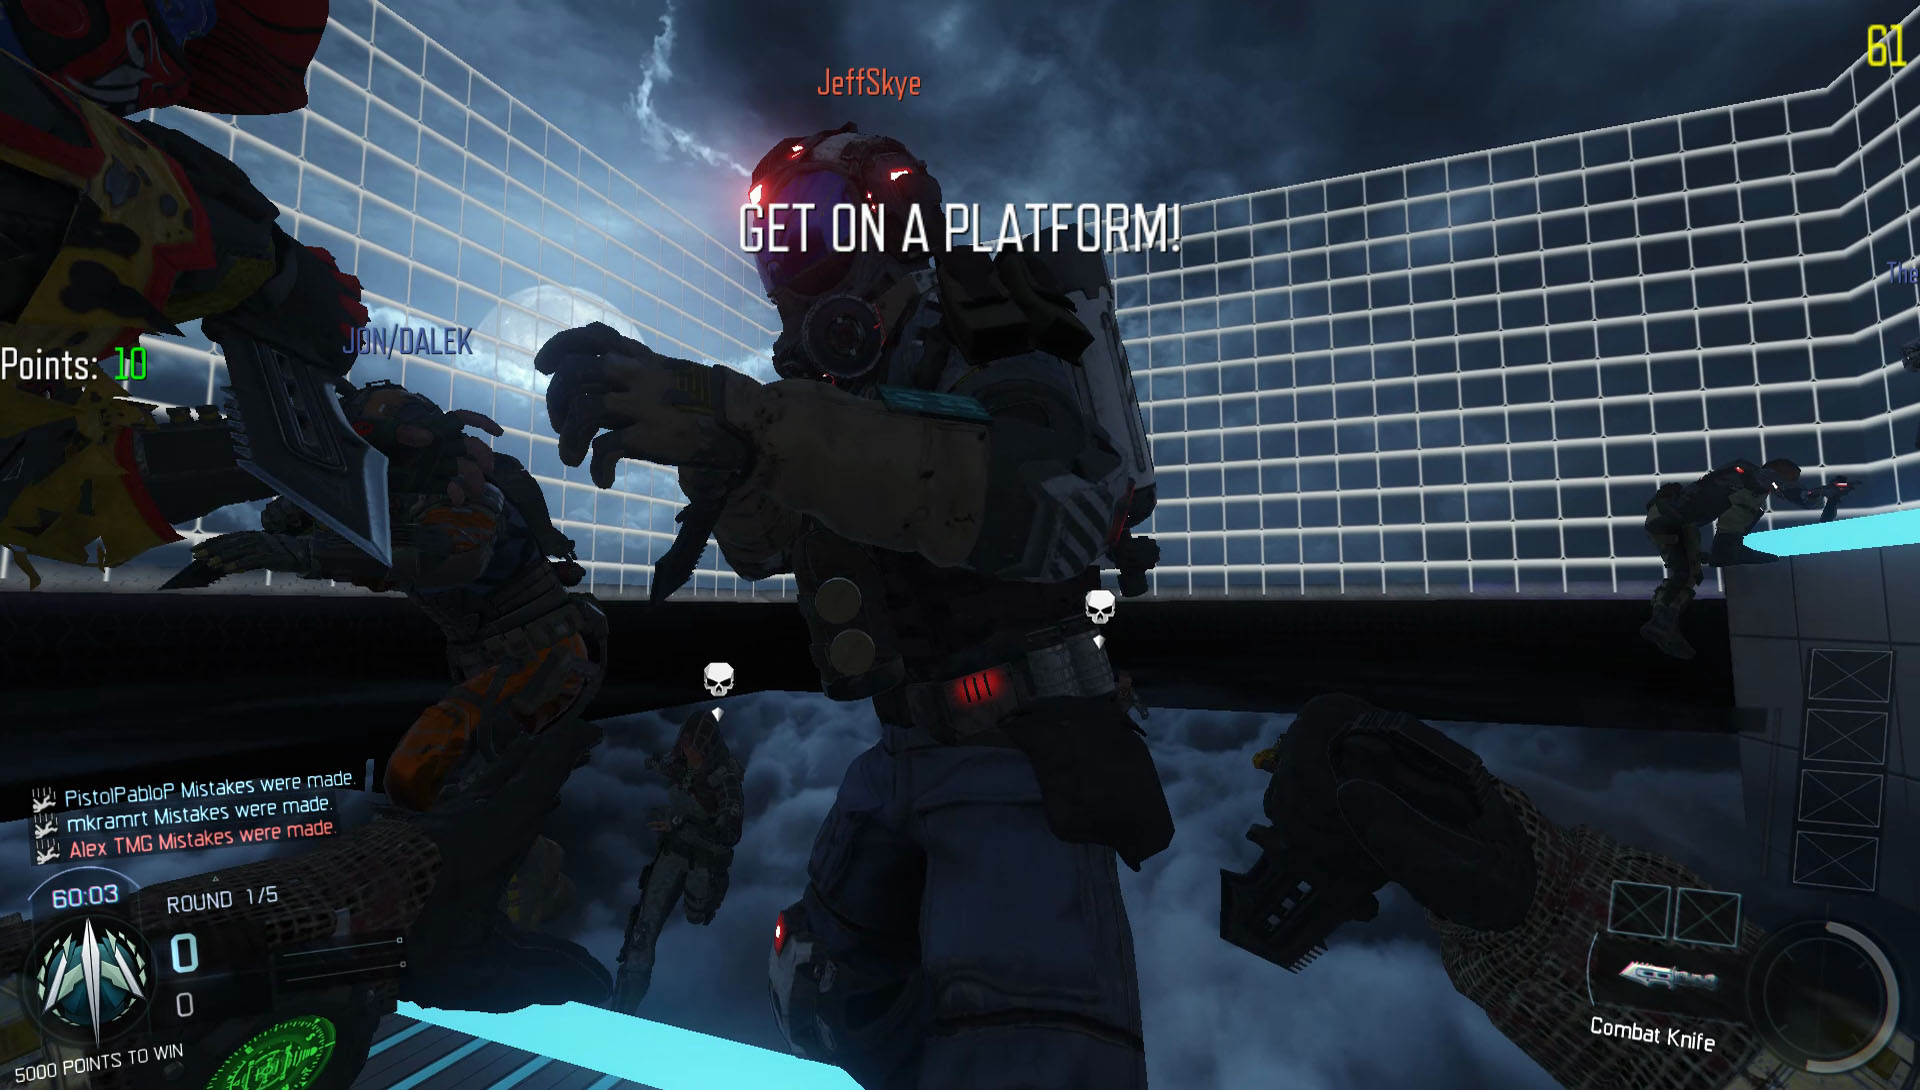 61
JeffSkye
GET ON A PLATFORM!
The
JON/DALEK
Points: 10
PistolPabloP Mistakes were made.
mkramrt Mistakes were made.
Alex TMG Mistakes were made.
60:03
ROUND 1/5
0
0
5000 POINTS TO WIN
Combat Knife